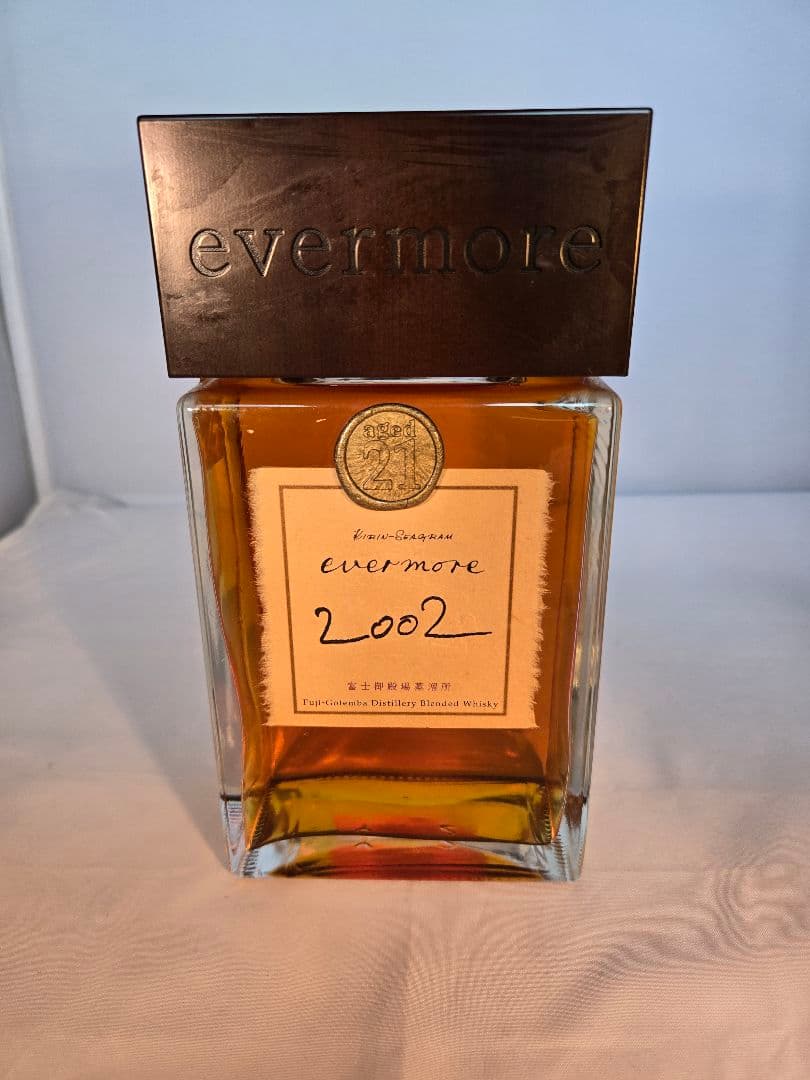 evermore
aged
21
KIRIN-SEAGRAM
evermore
2002
富士御殿場蒸溜所
Fuji-Gotemba Distillery Blended Whisky